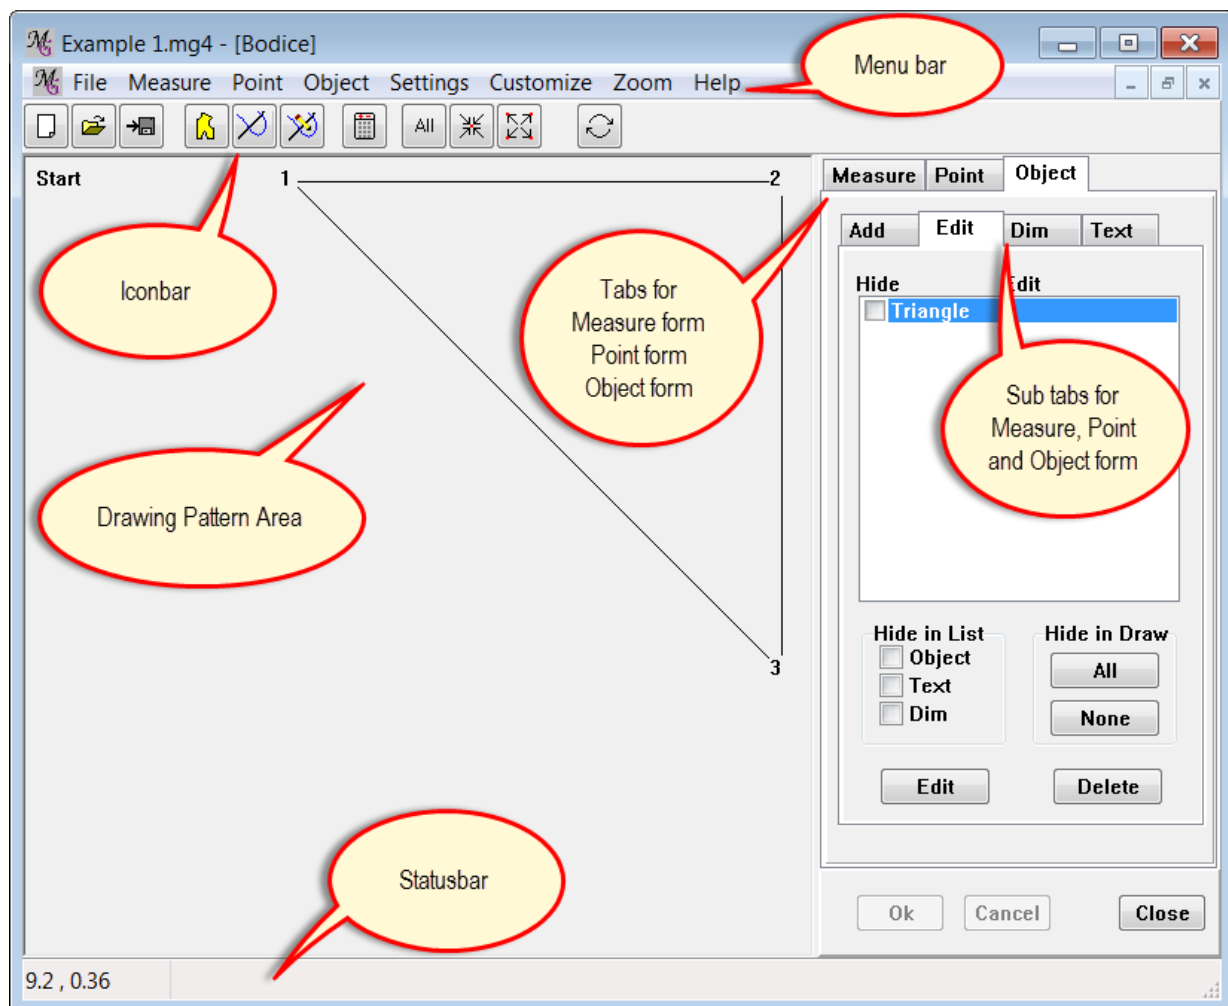 Example 1.mg4 - [Bodice]
Menu bar
File Measure Point Object Settings Customize Zoom Help
All
Start
1
2
3
Iconbar
Drawing Pattern Area
Statusbar
Tabs for
Measure form
Point form
Object form
Measure Point Object
Add Edit Dim Text
Hide
Triangle
Sub tabs for
Measure, Point
and Object form
Hide in List
Object
Text
Dim
Hide in Draw
All
None
Edit
Delete
Ok
Cancel
Close
9.2 , 0.36